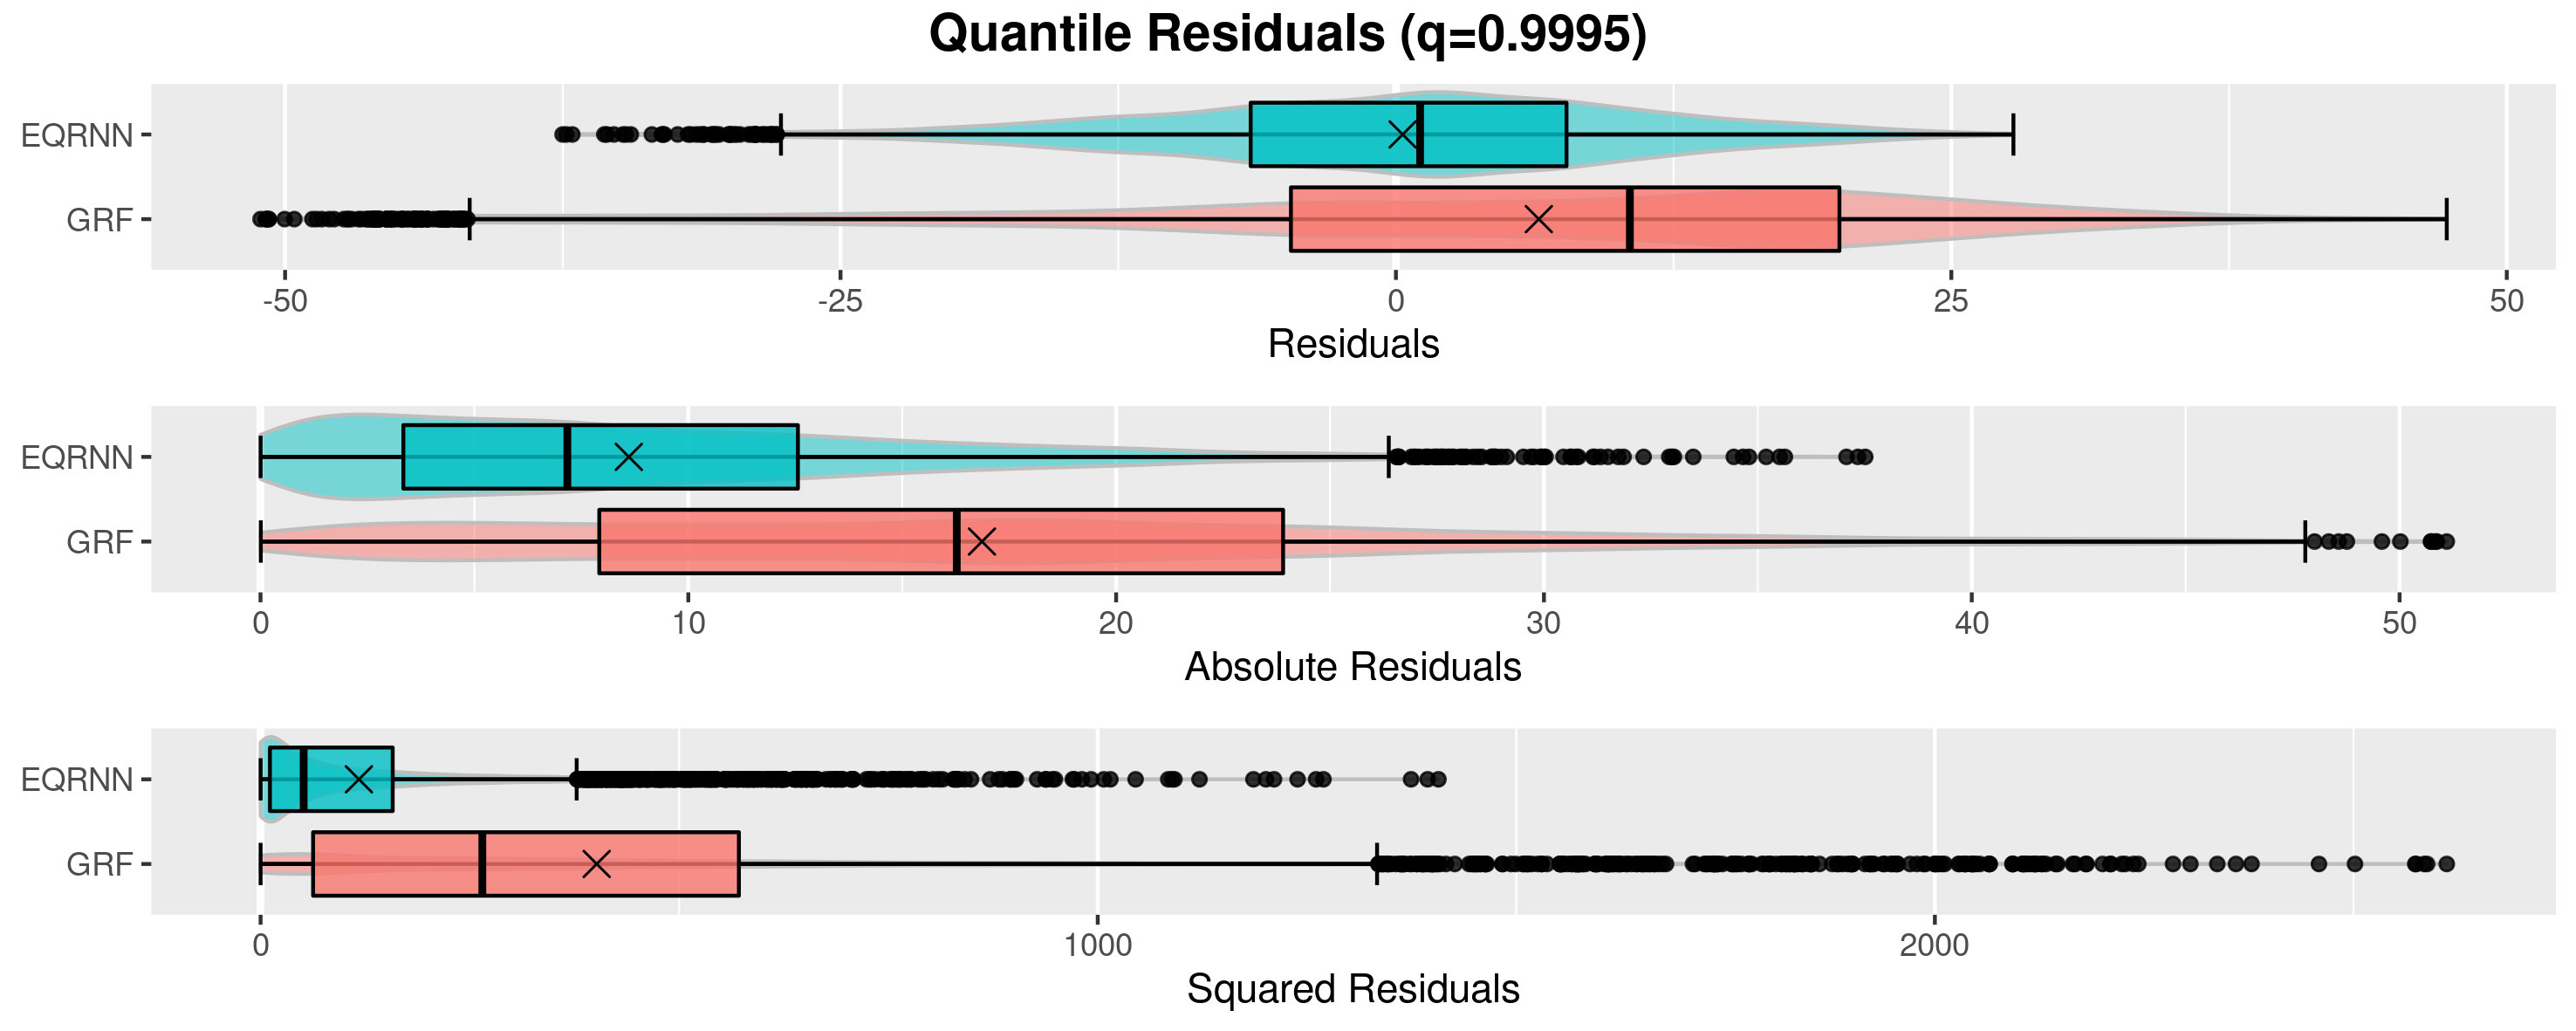 Quantile Residuals (q=0.9995)
EQRNN
GRF
-50 -25 0 25 50
Residuals
EQRNN
GRF
0 10 20 30 40 50
Absolute Residuals
EQRNN
GRF
0 1000 2000
Squared Residuals